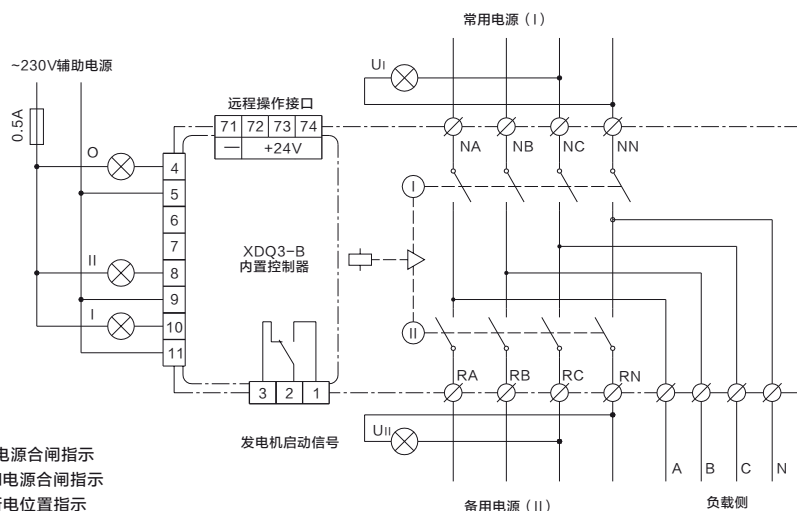 常用电源（I）
UI
~230V辅助电源
远程操作接口
0.5A
71 72 73 74
— +24V
NA NB NC NN
O
4
5
6
7
II
8
9
I
10
11
I
XDQ3-B
内置控制器
II
3 2 1
RA RB RC RN
发电机启动信号
UII
电源合闸指示
电源合闸指示
电位置指示
A B C N
备用电源（II）
负载侧